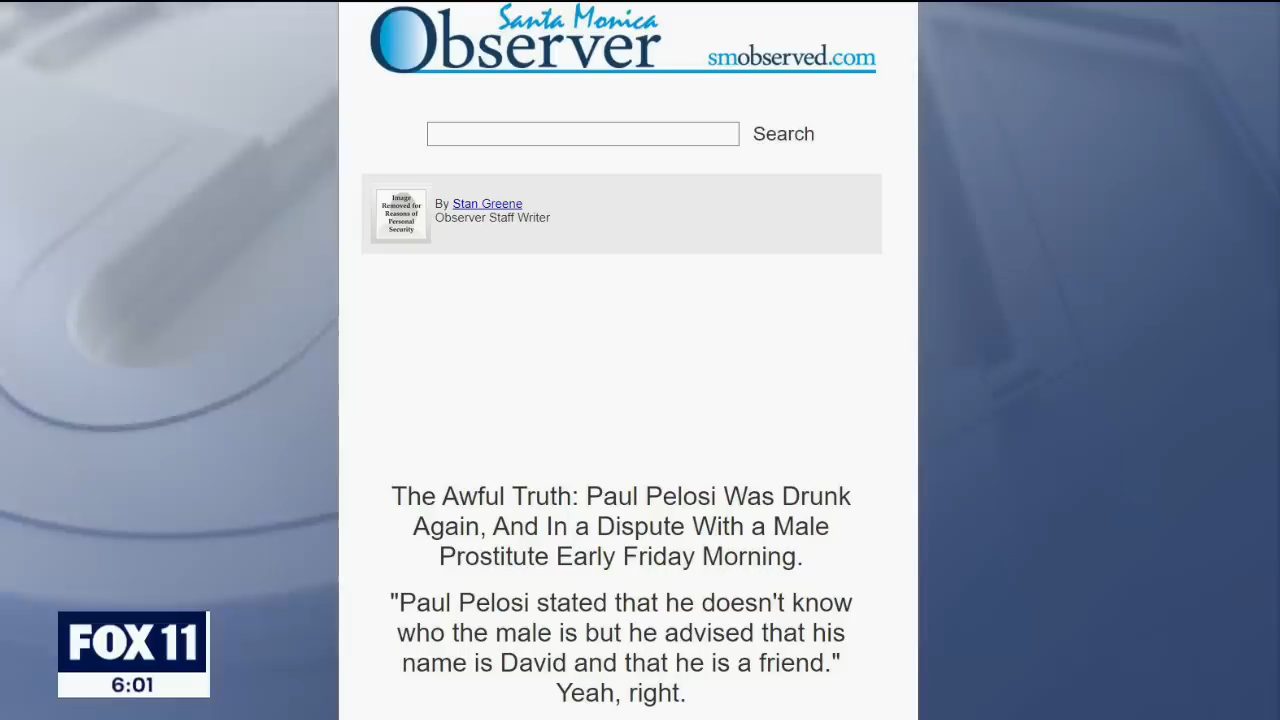 Santa Monica
Observer
smobserved.com
Search
Image
Removed for
Reasons of
Personal
Security
By Stan Greene
Observer Staff Writer
The Awful Truth: Paul Pelosi Was Drunk
Again, And In a Dispute With a Male
Prostitute Early Friday Morning.
"Paul Pelosi stated that he doesn't know
who the male is but he advised that his
name is David and that he is a friend."
Yeah, right.
FOX 11
6:01